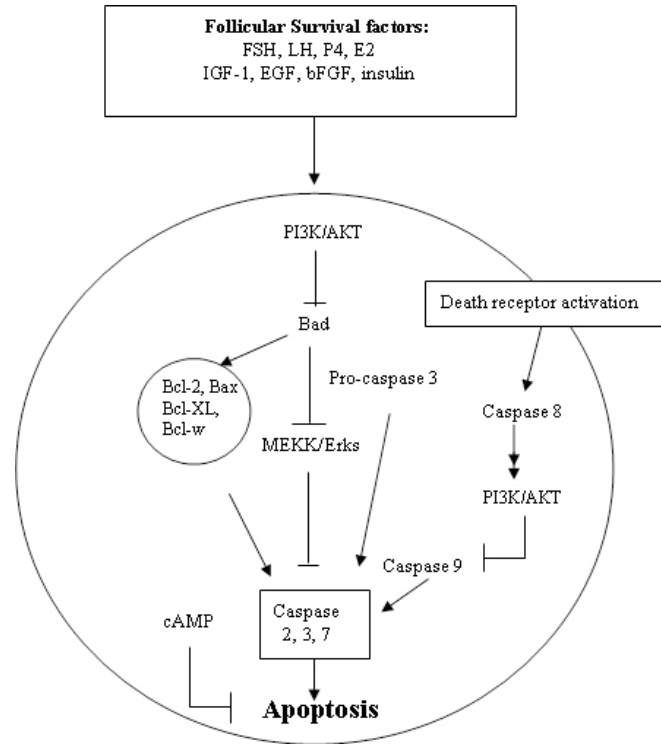 Follicular Survival factors:
FSH, LH, P4, E2
IGF-1, EGF, bFGF, insulin
PI3K/AKT
Death receptor activation
Bad
Bcl-2, Bax
Bcl-XL,
Bcl-w
Pro-caspase 3
Caspase 8
MEKK/Erks
PI3K/AKT
Caspase 9
cAMP
Caspase
2, 3, 7
Apoptosis